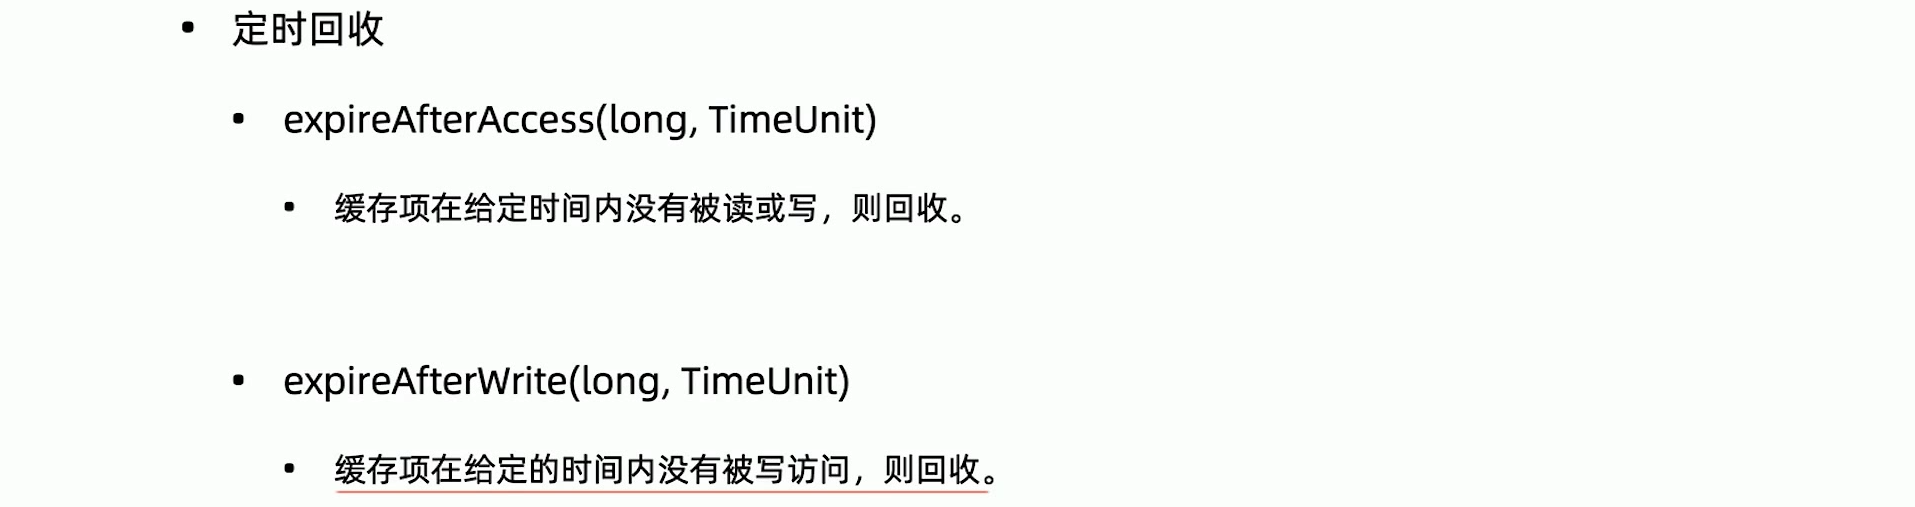 • 定时回收
• expireAfterAccess(long, TimeUnit)
• 缓存项在给定时间内没有被读或写，则回收。
• expireAfterWrite(long, TimeUnit)
• 缓存项在给定的时间内没有被写访问，则回收。